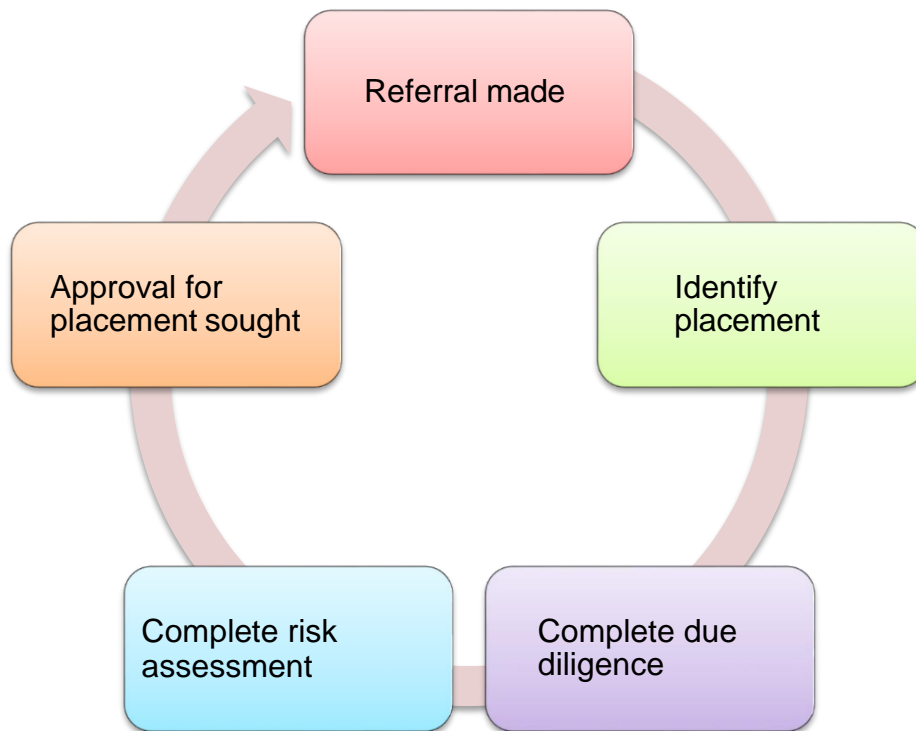 Referral made
Identify
placement
Complete due
diligence
Complete risk
assessment
Approval for
placement sought